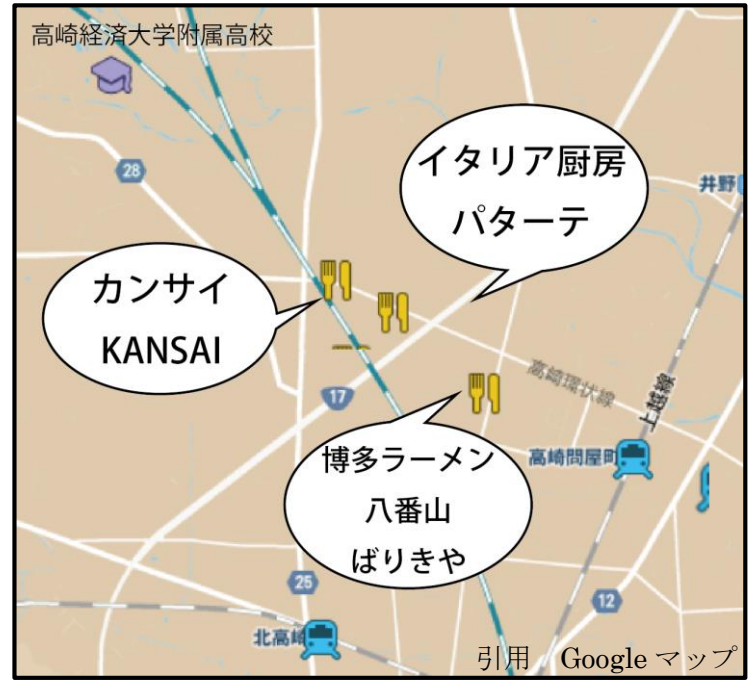 高崎経済大学附属高校
28
イタリア厨房
パターテ
井野
カンサイ
KANSAI
高崎環状線
上越線
17
博多ラーメン
八番山
ばりきや
高崎問屋町
25
12
北高崎
引用 Google マップ